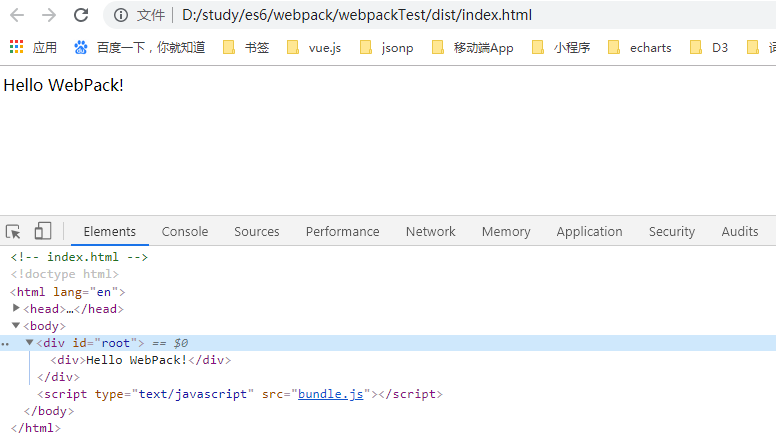 文件 D:/study/es6/webpack/webpackTest/dist/index.html
应用 百度一下，你就知道 书签 vue.js jsonp 移动端App 小程序 echarts D3
Hello WebPack!
Elements Console Sources Performance Network Memory Application Security Audits
<!-- index.html -->
<!doctype html>
<html lang="en">
<head>…</head>
<body>
<div id="root"> == $0
<div>Hello WebPack!</div>
</div>
<script type="text/javascript" src="bundle.js"></script>
</body>
</html>